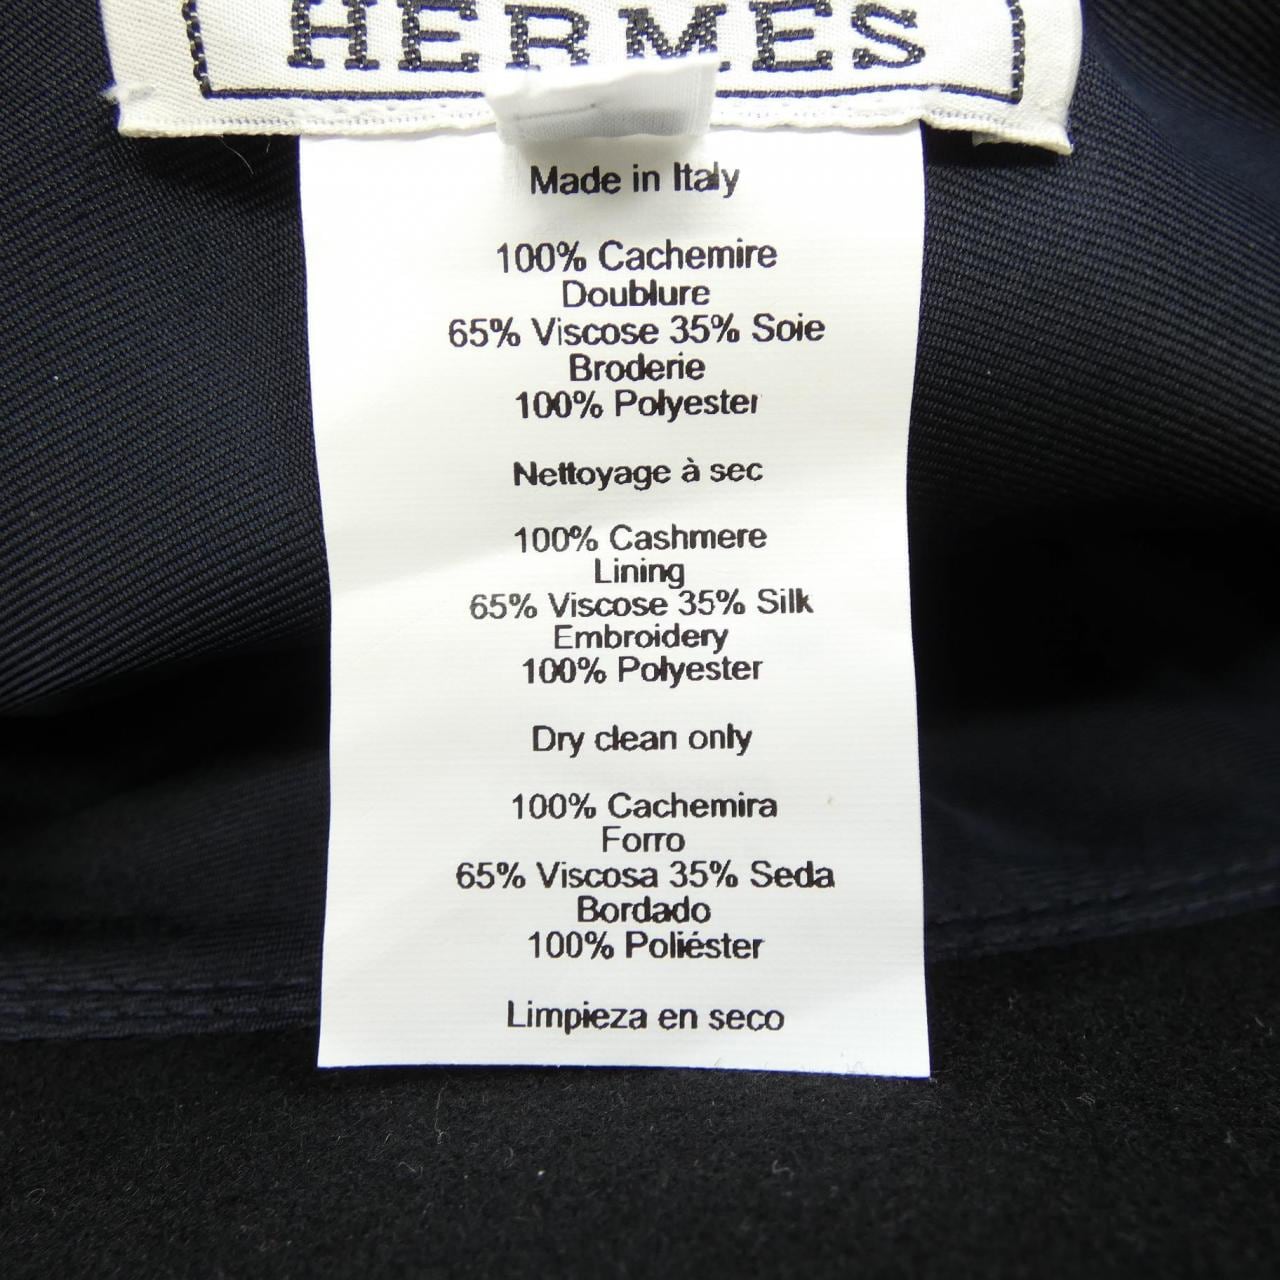 HERMES
Made in Italy
100% Cachemire
Doublure
65% Viscose 35% Soie
Broderie
100% Polyester
Nettoyage à sec
100% Cashmere
Lining
65% Viscose 35% Silk
Embroidery
100% Polyester
Dry clean only
100% Cachemira
Forro
65% Viscosa 35% Seda
Bordado
100% Poliéster
Limpieza en seco